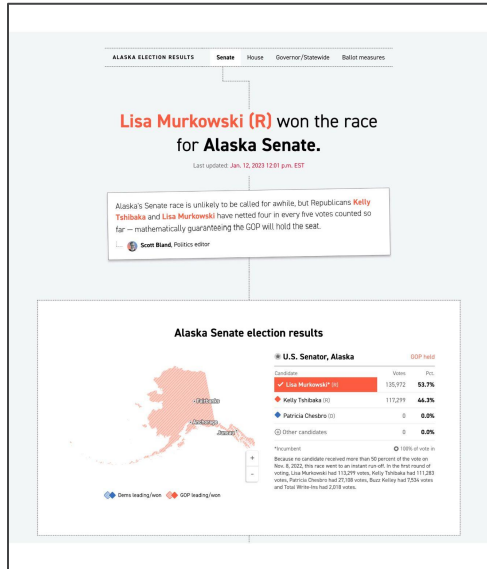 ALASKA ELECTION RESULTS Senate House Governor/Statewide Ballot measures
Lisa Murkowski (R) won the race
for Alaska Senate.
Last updated: Jan. 12, 2023 12:01 p.m. EST
Alaska's Senate race is unlikely to be called for awhile, but Republicans Kelly
Tshibaka and Lisa Murkowski have netted four in every five votes counted so
far — mathematically guaranteeing the GOP will hold the seat.
Scott Bland, Politics editor
Alaska Senate election results
Fairbanks
Anchorage
Juneau
+
-
Dems leading/won GOP leading/won
U.S. Senator, Alaska GOP held
Candidate Votes Pct.
✓ Lisa Murkowski* (R) 135,972 53.7%
Kelly Tshibaka (R) 117,299 46.3%
Patricia Chesbro (D) 0 0.0%
Other candidates 0 0.0%
*Incumbent 100% of vote in
Because no candidate received more than 50 percent of the vote on
Nov. 8, 2022, this race went to an instant run off. In the first round of
voting, Lisa Murkowski had 113,299 votes, Kelly Tshibaka had 111,283
votes, Patricia Chesbro had 27,108 votes, Buzz Kelley had 7,534 votes
and Total Write-Ins had 2,018 votes.